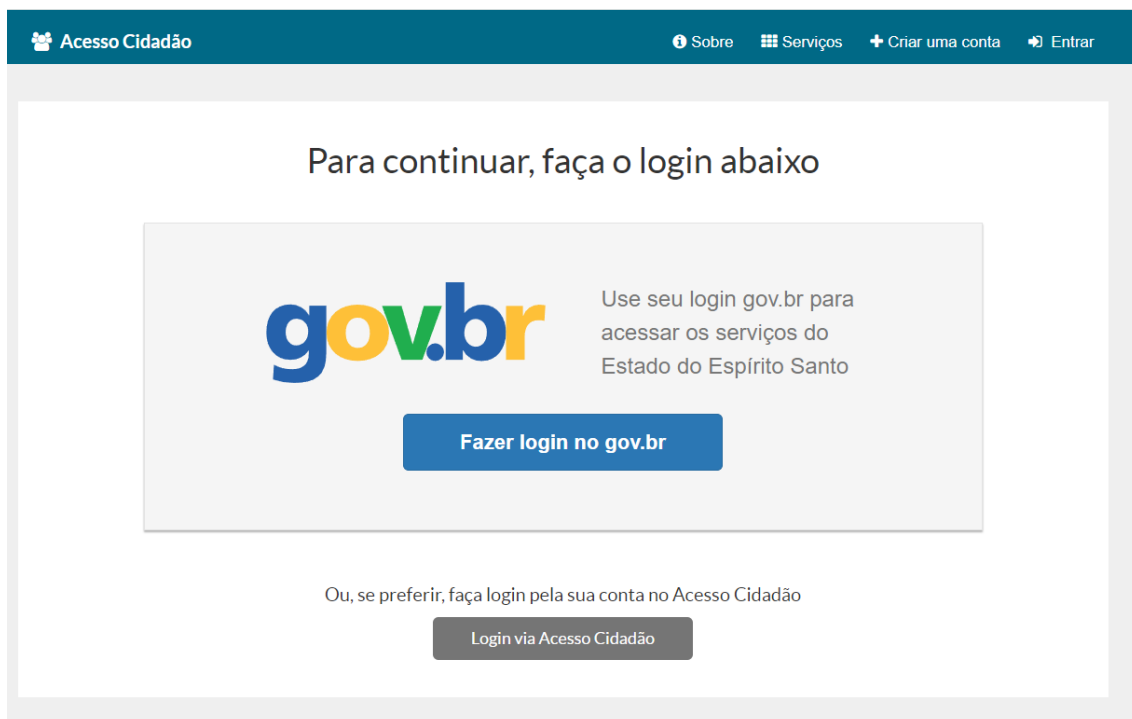 Acesso Cidadão Sobre Serviços Criar uma conta Entrar
Para continuar, faça o login abaixo
gov.br
Use seu login gov.br para
acessar os serviços do
Estado do Espírito Santo
Fazer login no gov.br
Ou, se preferir, faça login pela sua conta no Acesso Cidadão
Login via Acesso Cidadão